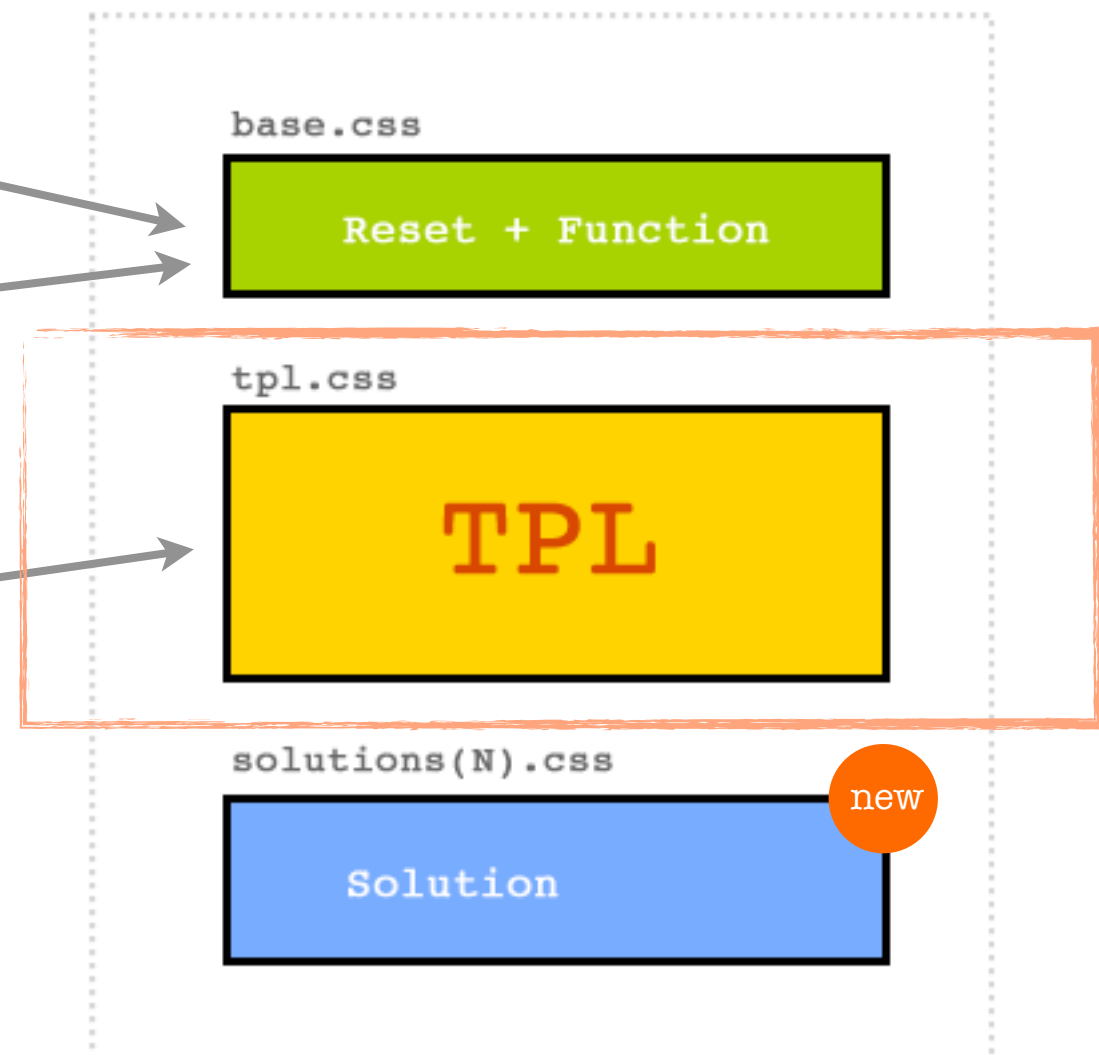 base.css
Reset + Function
tpl.css
TPL
solutions(N).css
new
Solution